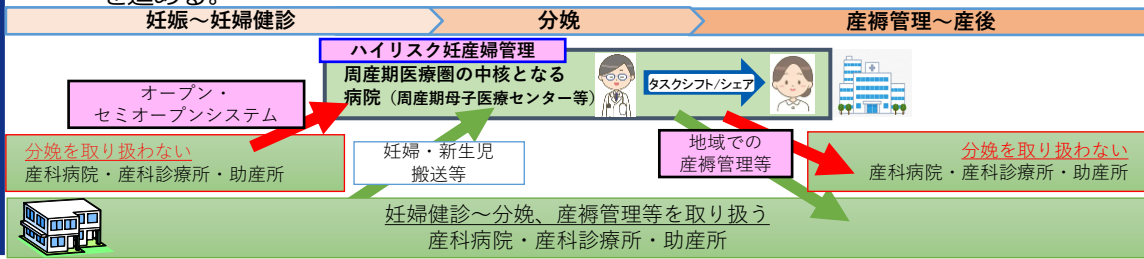 を進める。
妊娠～妊婦健診
分娩
産褥管理～産後
ハイリスク妊産婦管理
周産期医療圏の中核となる
病院（周産期母子医療センター等）
タスクシフト/シェア
オープン・
セミオープンシステム
分娩を取り扱わない
産科病院・産科診療所・助産所
妊婦・新生児
搬送等
地域での
産褥管理等
分娩を取り扱わない
産科病院・産科診療所・助産所
妊婦健診～分娩、産褥管理等を取り扱う
産科病院・産科診療所・助産所